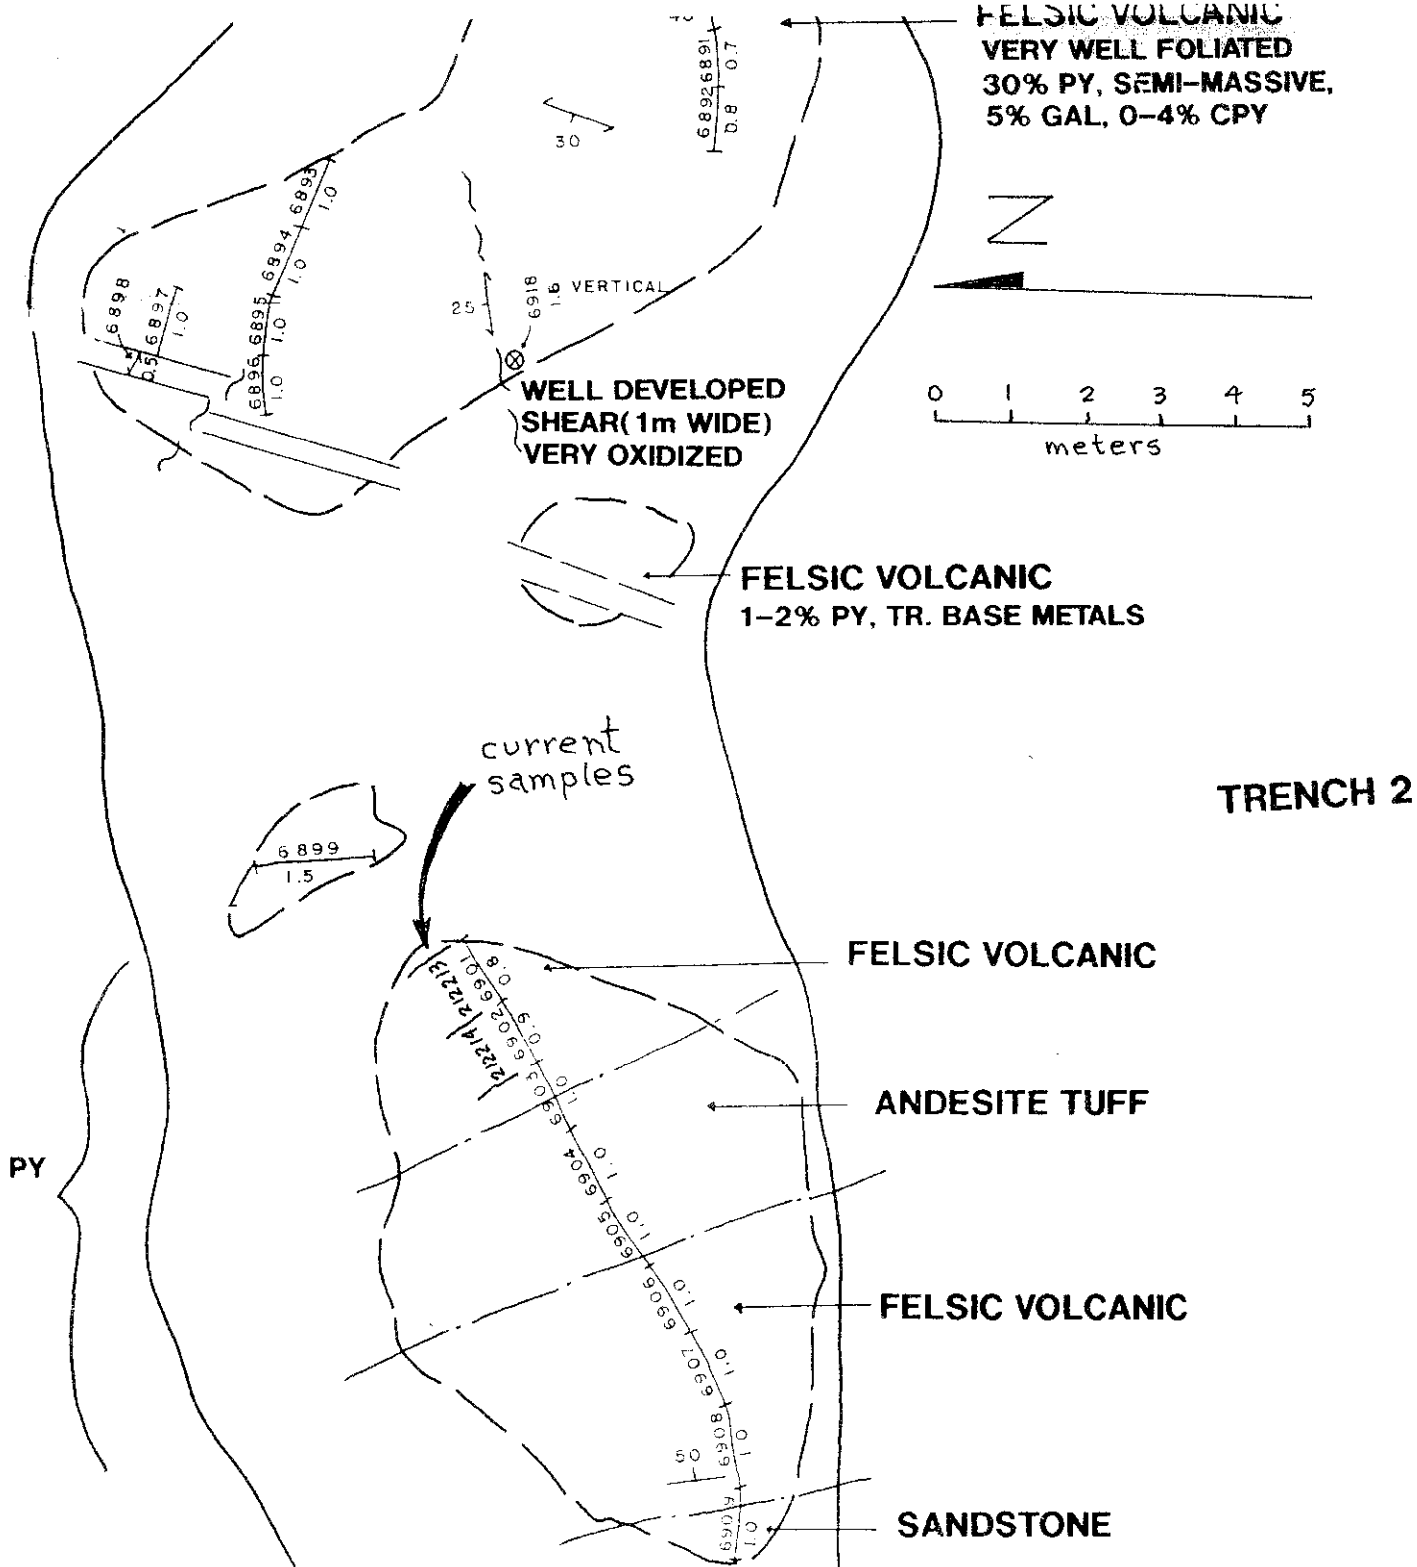 FELSIC VOLCANIC
VERY WELL FOLIATED
30% PY, SEMI-MASSIVE,
5% GAL, 0-4% CPY
6891
0.7
6892
0.8
30
N
6893
1.0
6894
1.0
6895
1.0
6896
1.0
6897
1.0
6898
0.5
25
6918
1.6
VERTICAL
WELL DEVELOPED
SHEAR(1m WIDE)
VERY OXIDIZED
0 1 2 3 4 5
meters
FELSIC VOLCANIC
1-2% PY, TR. BASE METALS
current
samples
TRENCH 2
6899
1.5
FELSIC VOLCANIC
212213
212214
6901
0.8
6902
0.9
6903
1.0
ANDESITE TUFF
6904
1.0
6905
1.0
PY
6906
1.0
FELSIC VOLCANIC
6907
1.0
6908
1.0
50
6909
1.0
SANDSTONE